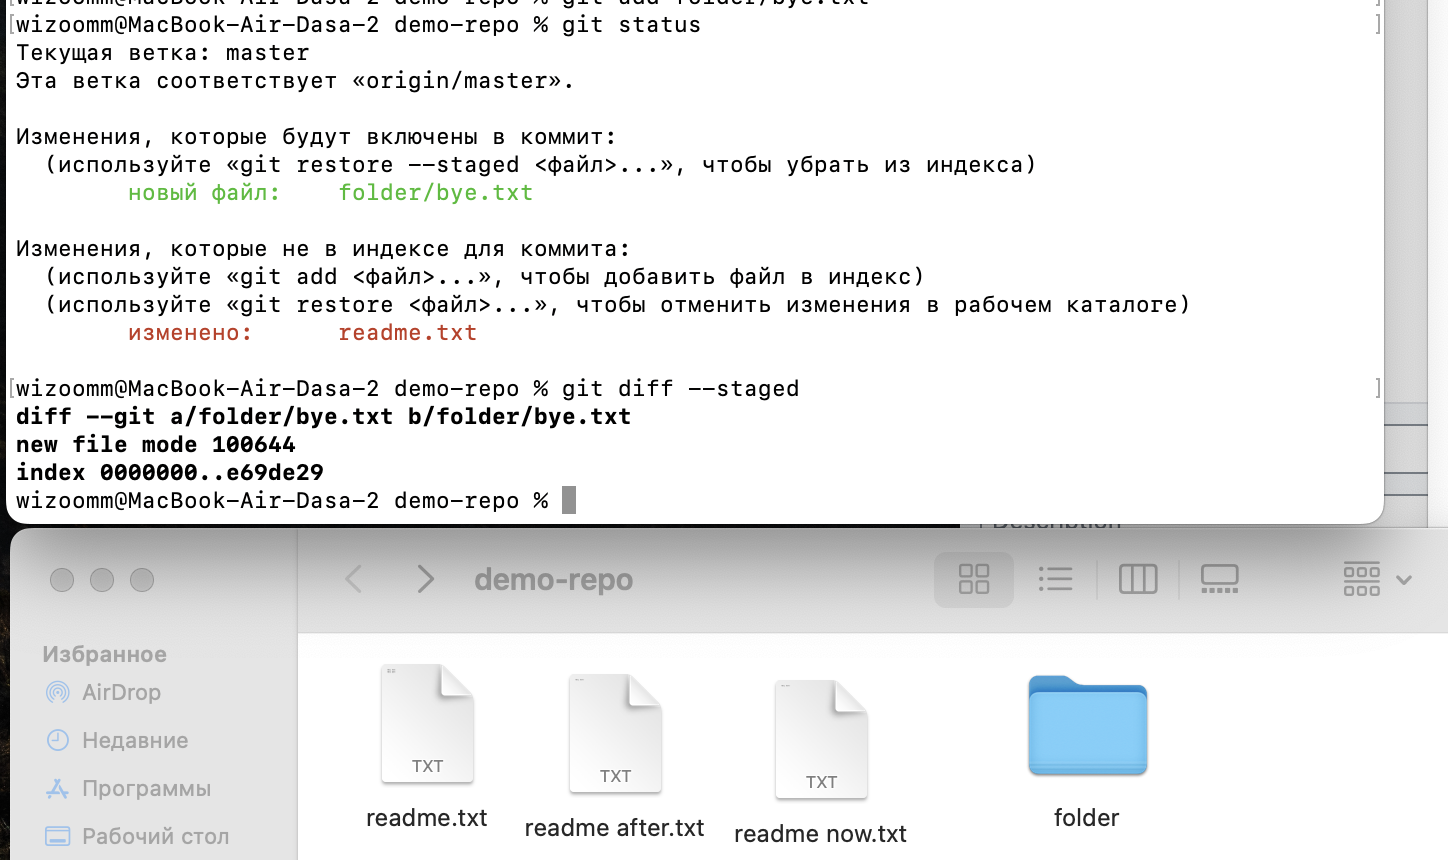 wizoomm@MacBook-Air-Dasa-2 demo-repo % git add folder/bye.txt
[wizoomm@MacBook-Air-Dasa-2 demo-repo % git status ]
Текущая ветка: master
Эта ветка соответствует «origin/master».
Изменения, которые будут включены в коммит:
(используйте «git restore --staged <файл>...», чтобы убрать из индекса)
новый файл: folder/bye.txt
Изменения, которые не в индексе для коммита:
(используйте «git add <файл>...», чтобы добавить файл в индекс)
(используйте «git restore <файл>...», чтобы отменить изменения в рабочем каталоге)
изменено: readme.txt
[wizoomm@MacBook-Air-Dasa-2 demo-repo % git diff --staged ]
diff --git a/folder/bye.txt b/folder/bye.txt
new file mode 100644
index 0000000..e69de29
wizoomm@MacBook-Air-Dasa-2 demo-repo %
Description
demo-repo
Избранное
AirDrop
Недавние
Программы
Рабочий стол
TXT
TXT
TXT
readme.txt
readme after.txt
readme now.txt
folder